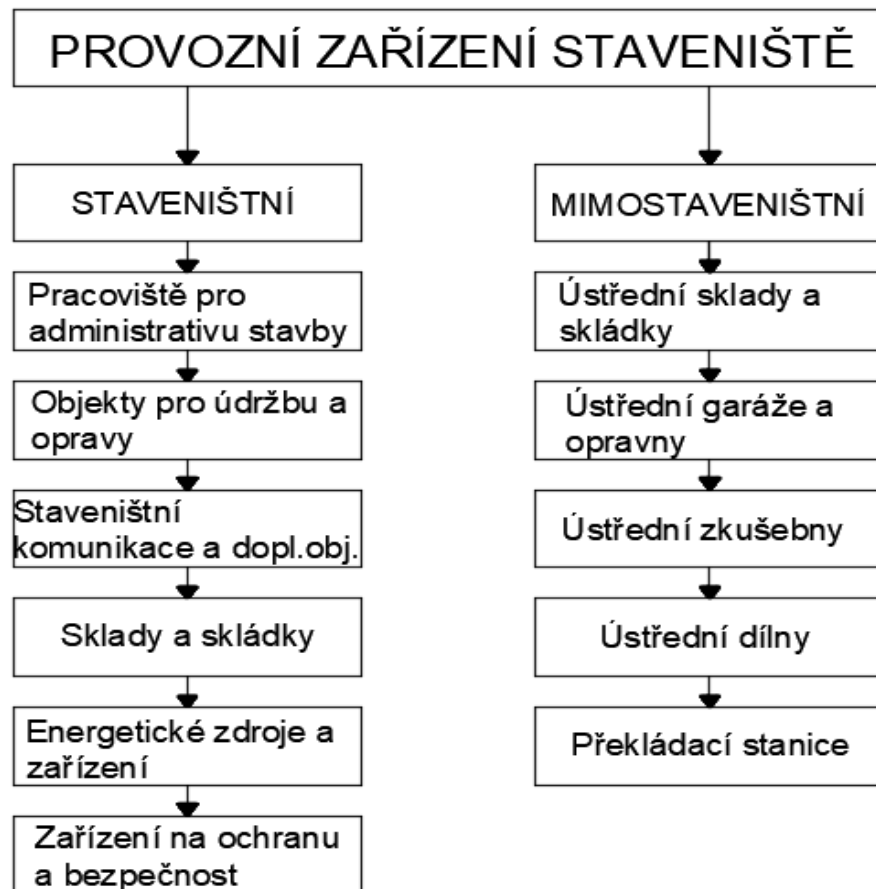 PROVOZNÍ ZAŘÍZENÍ STAVENIŠTĚ
STAVENIŠTNÍ
Pracoviště pro
administrativu stavby
Objekty pro údržbu a
opravy
Staveništní
komunikace a dopl.obj.
Sklady a skládky
Energetické zdroje a
zařízení
Zařízení na ochranu
a bezpečnost
MIMOSTAVENIŠTNÍ
Ústřední sklady a
skládky
Ústřední garáže a
opravny
Ústřední zkušebny
Ústřední dílny
Překládací stanice